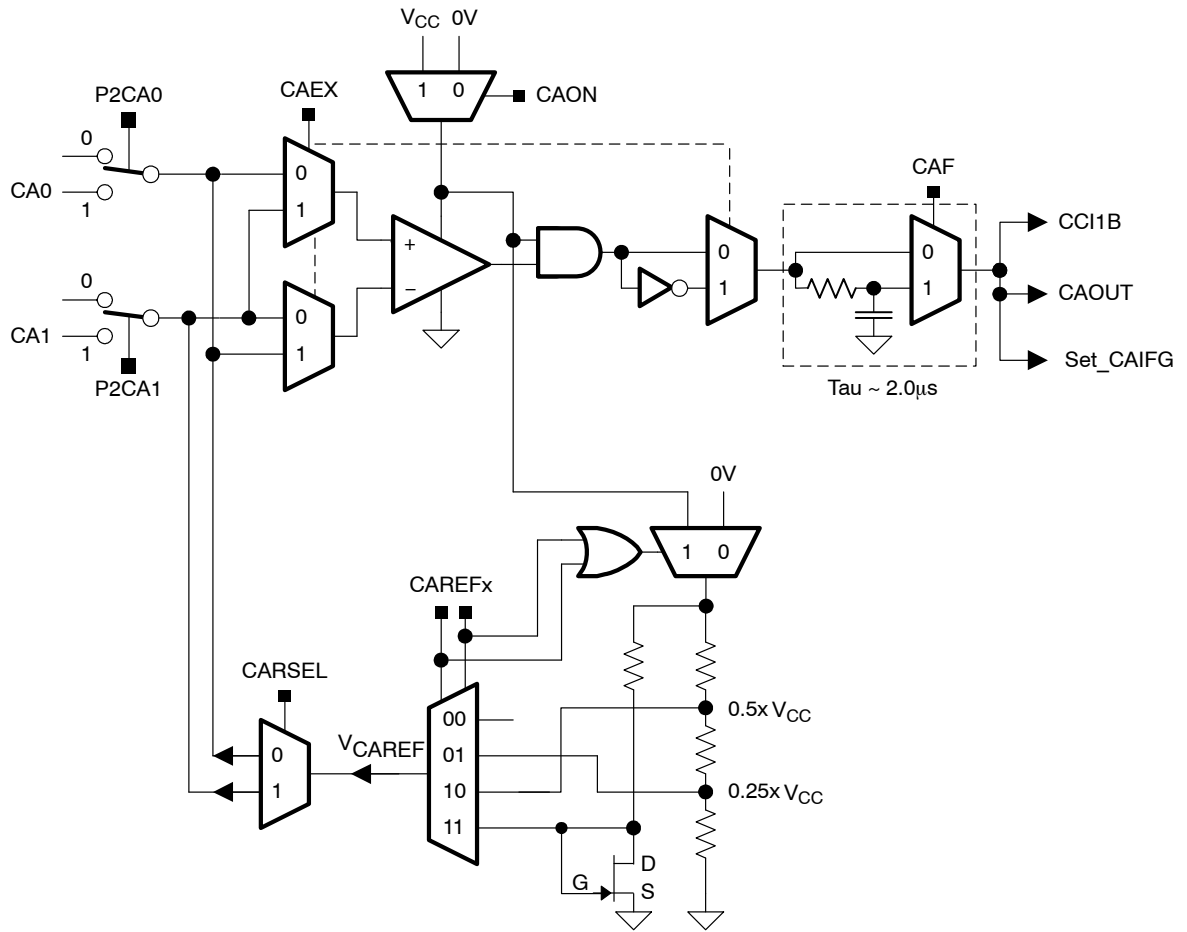 VCC 0V
1 0
CAON
P2CA0
CAEX
0
CA0
1
0
1
+
−
0
1
CAF
0
1
CCI1B
CAOUT
Set_CAIFG
Tau ~ 2.0μs
0
CA1
1
P2CA1
0
1
0V
1 0
CAREFx
CARSEL
0
1
VCAREF
00
01
10
11
0.5x VCC
0.25x VCC
D
G
S